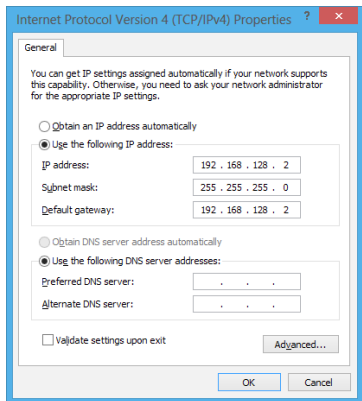 Internet Protocol Version 4 (TCP/IPv4) Properties ? ×
General
You can get IP settings assigned automatically if your network supports
this capability. Otherwise, you need to ask your network administrator
for the appropriate IP settings.
Obtain an IP address automatically
Use the following IP address:
IP address: 192 . 168 . 128 . 2
Subnet mask: 255 . 255 . 255 . 0
Default gateway: 192 . 168 . 128 . 2
Obtain DNS server address automatically
Use the following DNS server addresses:
Preferred DNS server: . . .
Alternate DNS server: . . .
Validate settings upon exit
Advanced...
OK Cancel